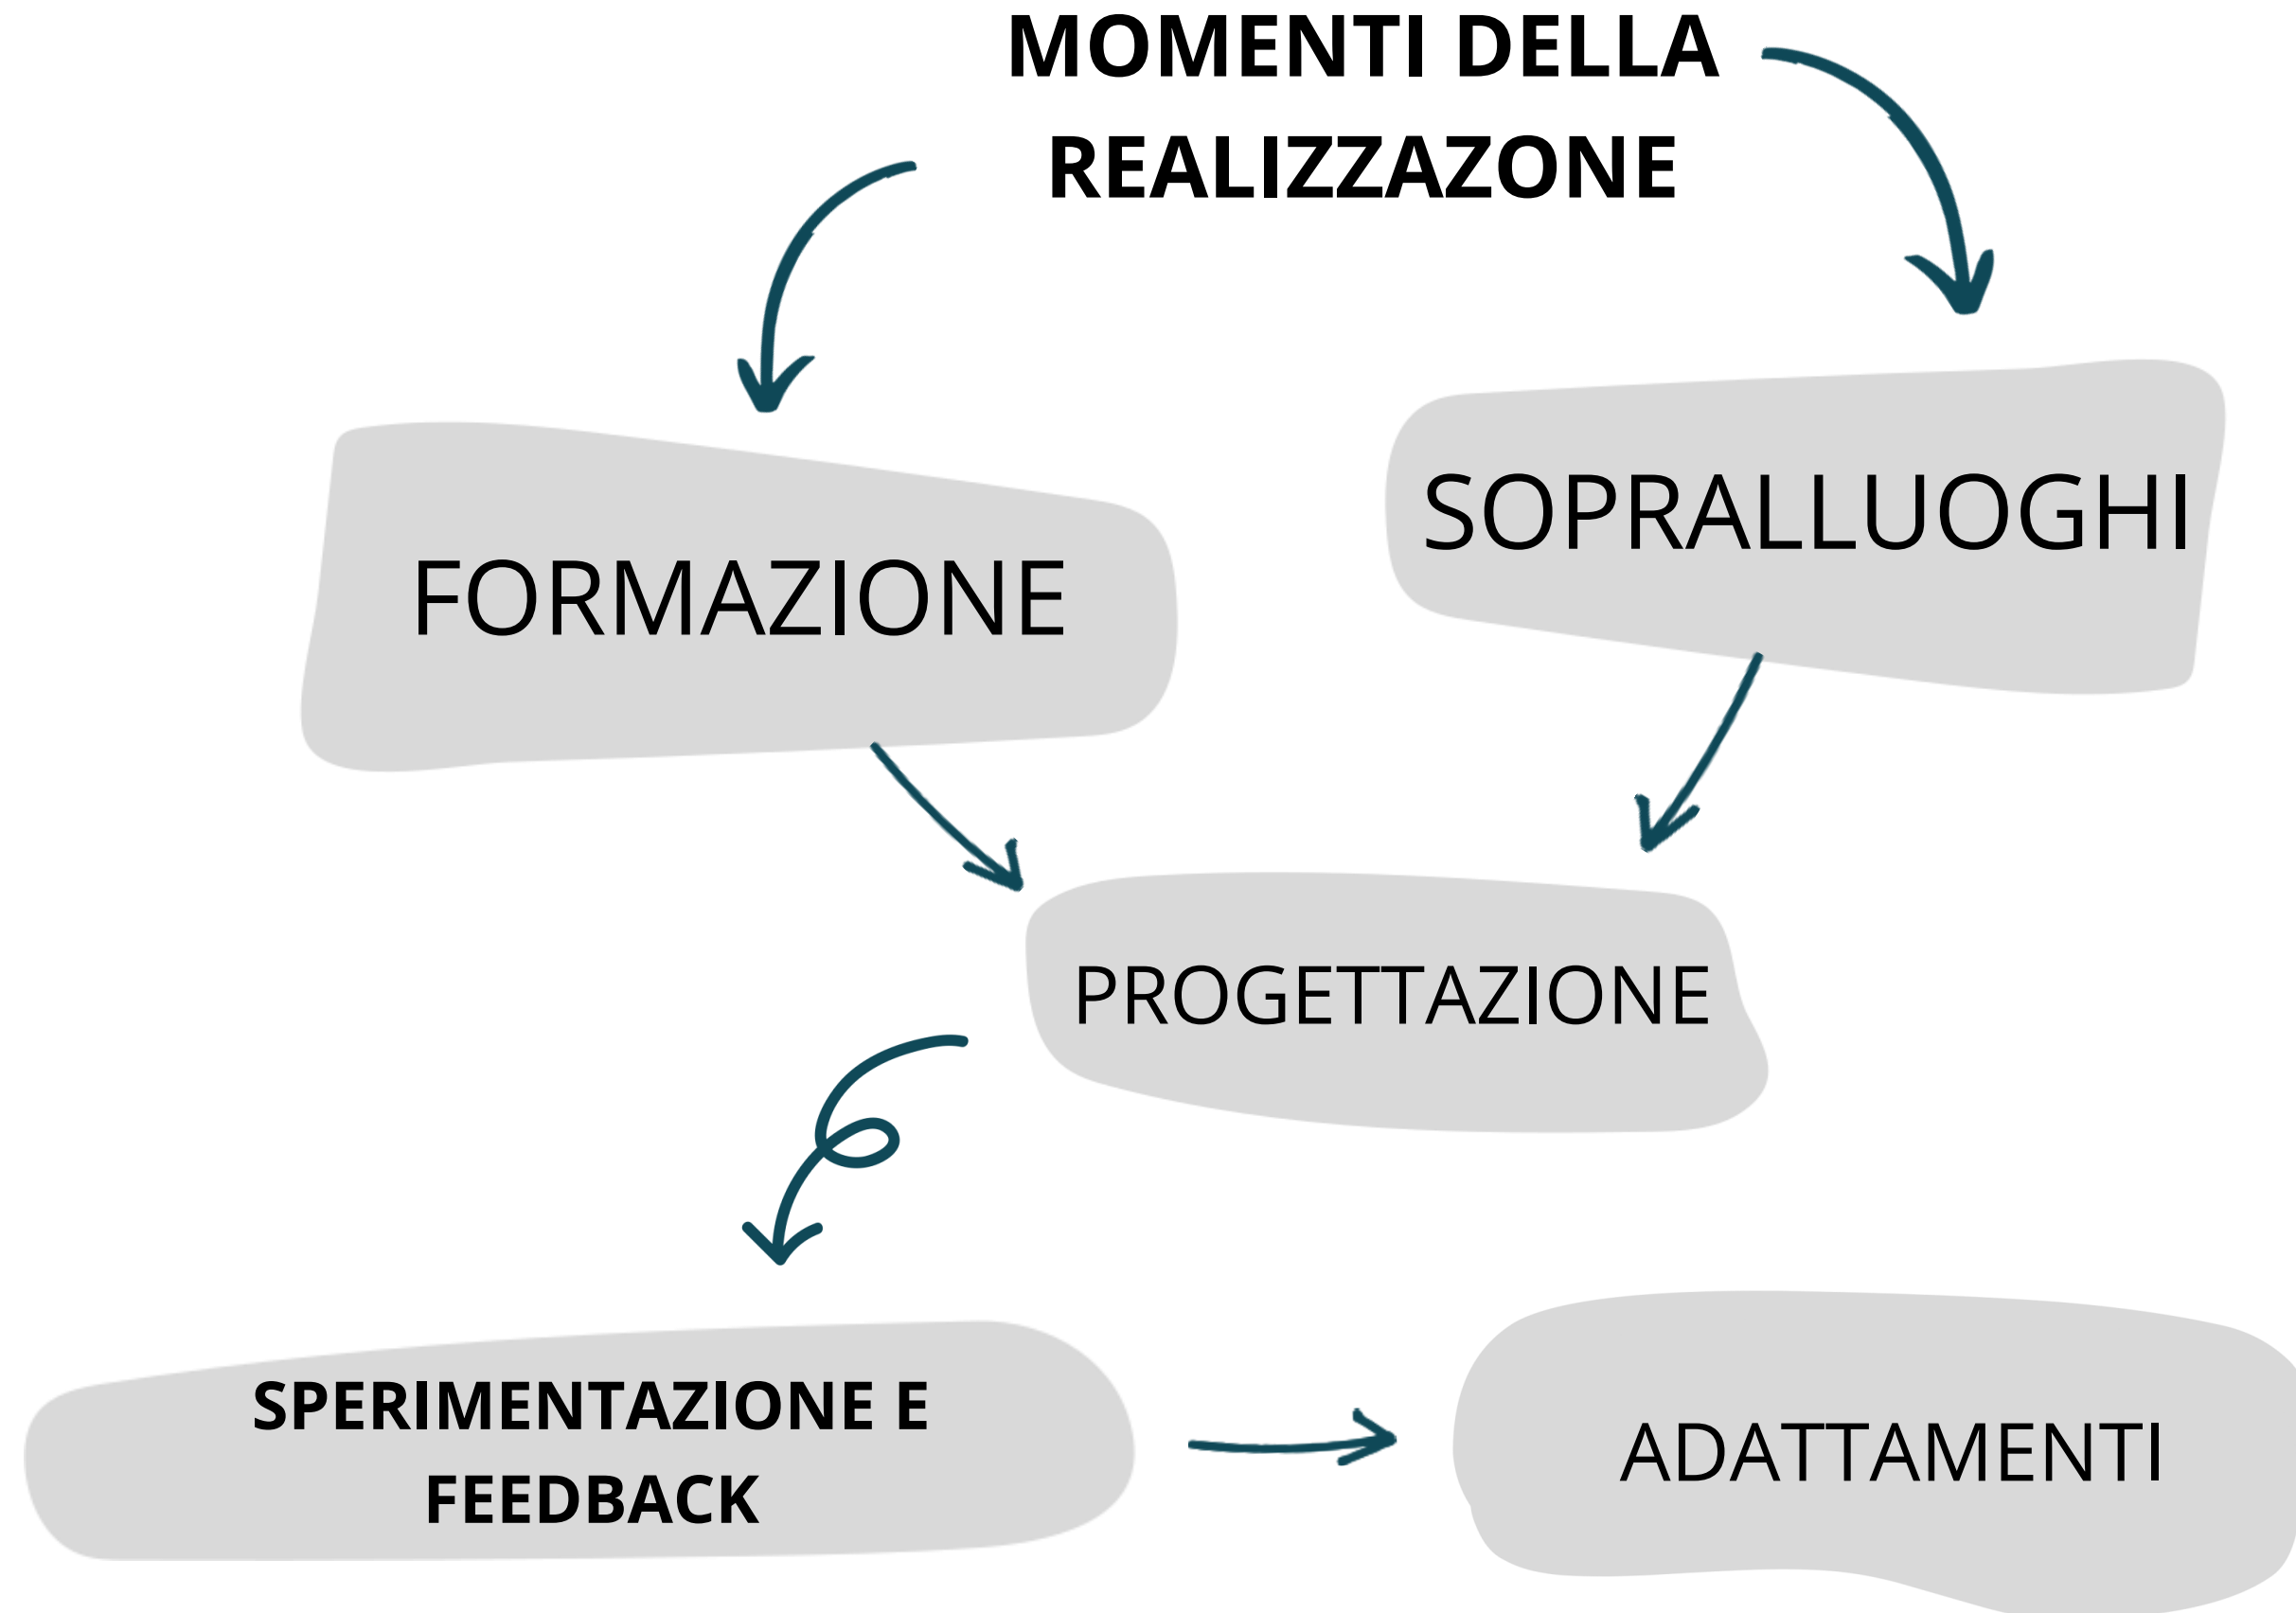 MOMENTI DELLA
REALIZZAZONE
FORMAZIONE
SOPRALLUOGHI
PROGETTAZIONE
SPERIMENTAZIONE E
FEEDBACK
ADATTAMENTI